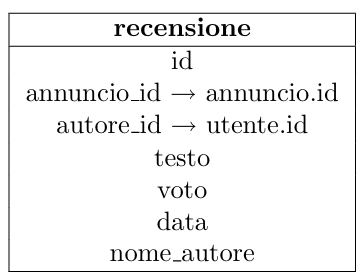 recensione
id
annuncio_id → annuncio.id
autore_id → utente.id
testo
voto
data
nome_autore